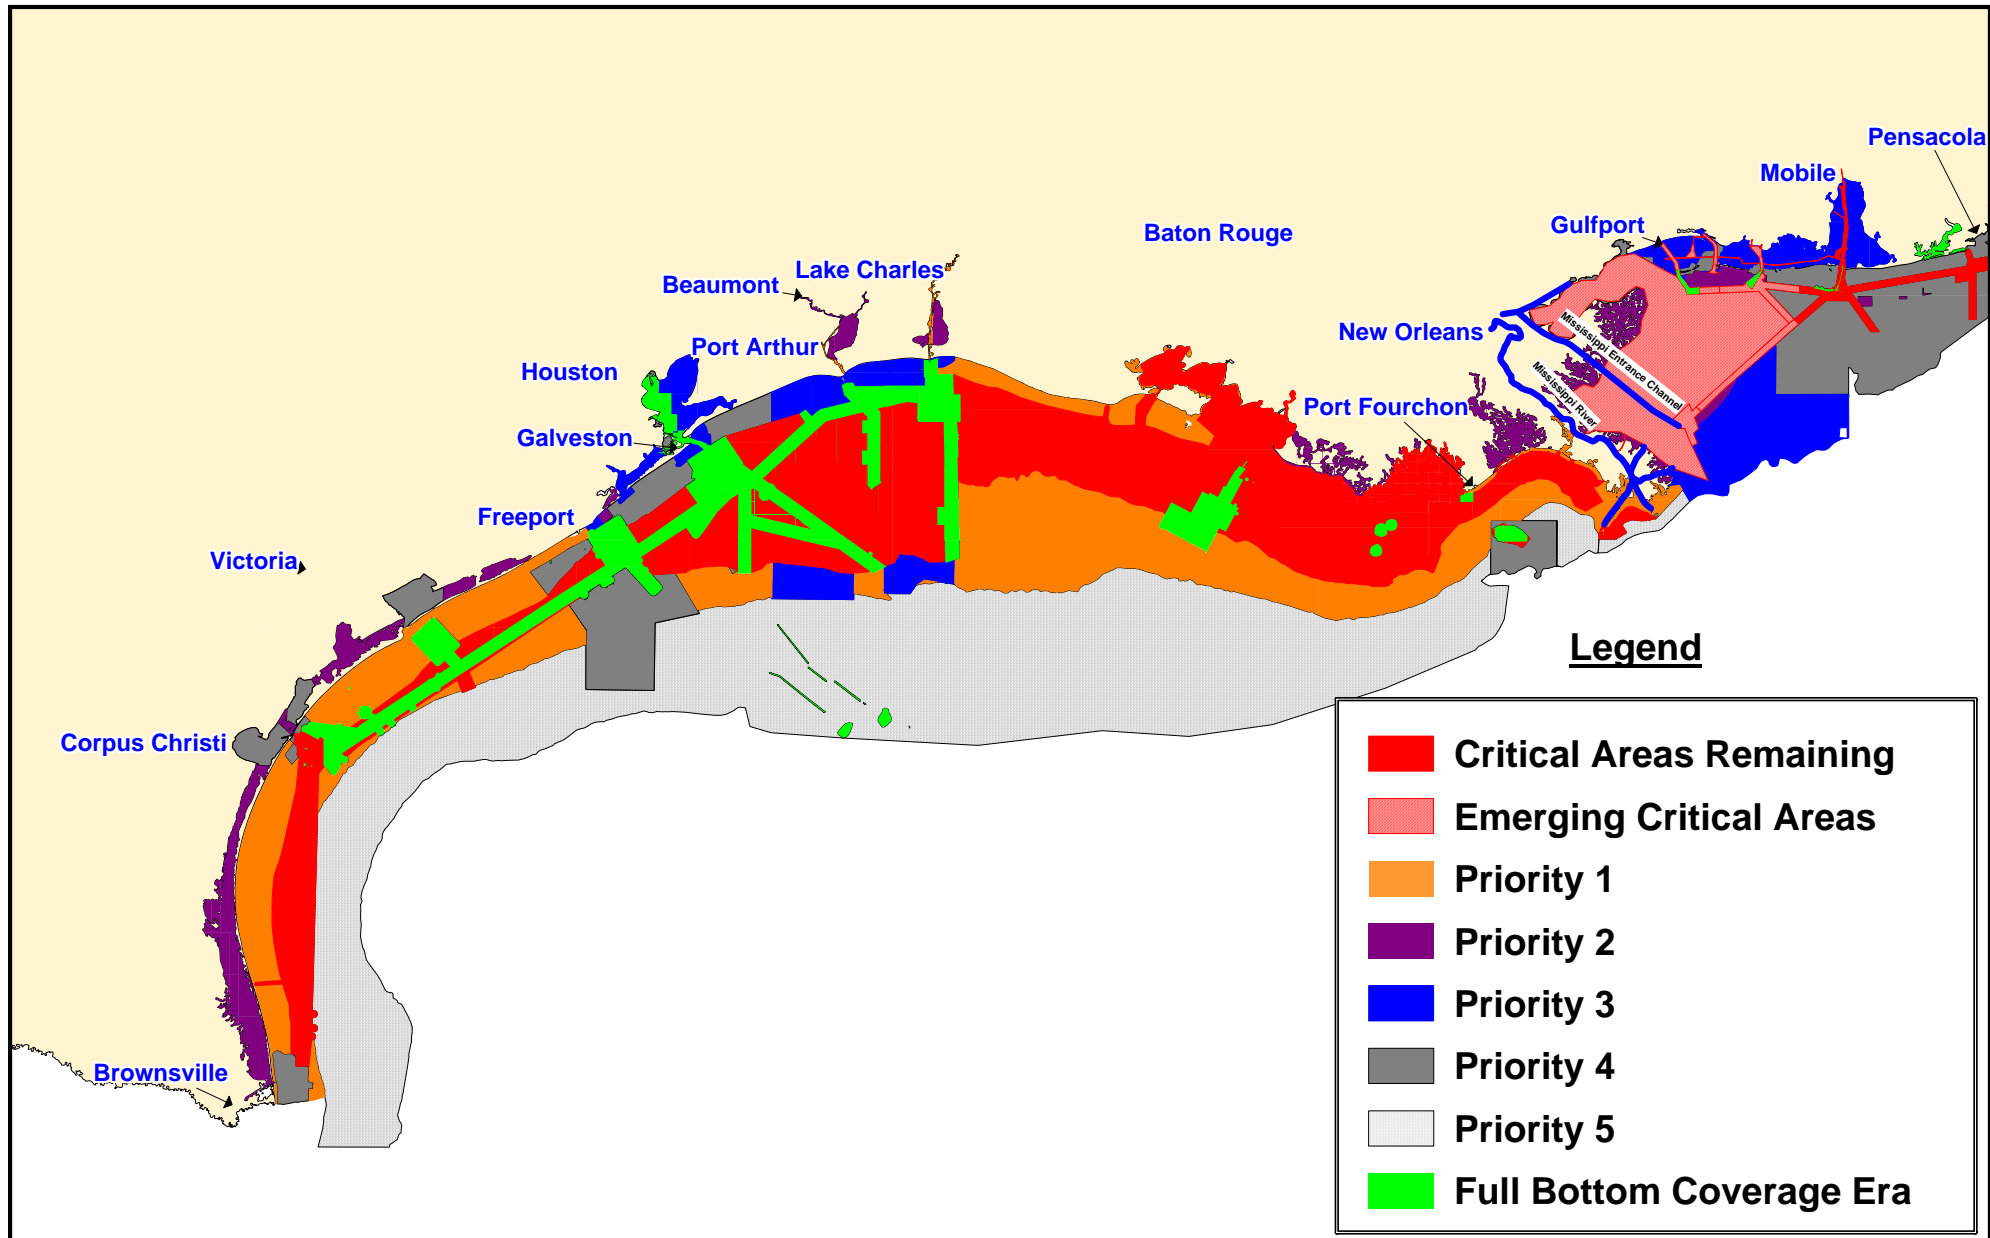 Pensacola
Mobile
Gulfport
Baton Rouge
Lake Charles
Beaumont
New Orleans
Mississippi Entrance Channel
Mississippi River
Port Arthur
Houston
Port Fourchon
Galveston
Freeport
Victoria
Corpus Christi
Brownsville
Legend
Critical Areas Remaining
Emerging Critical Areas
Priority 1
Priority 2
Priority 3
Priority 4
Priority 5
Full Bottom Coverage Era